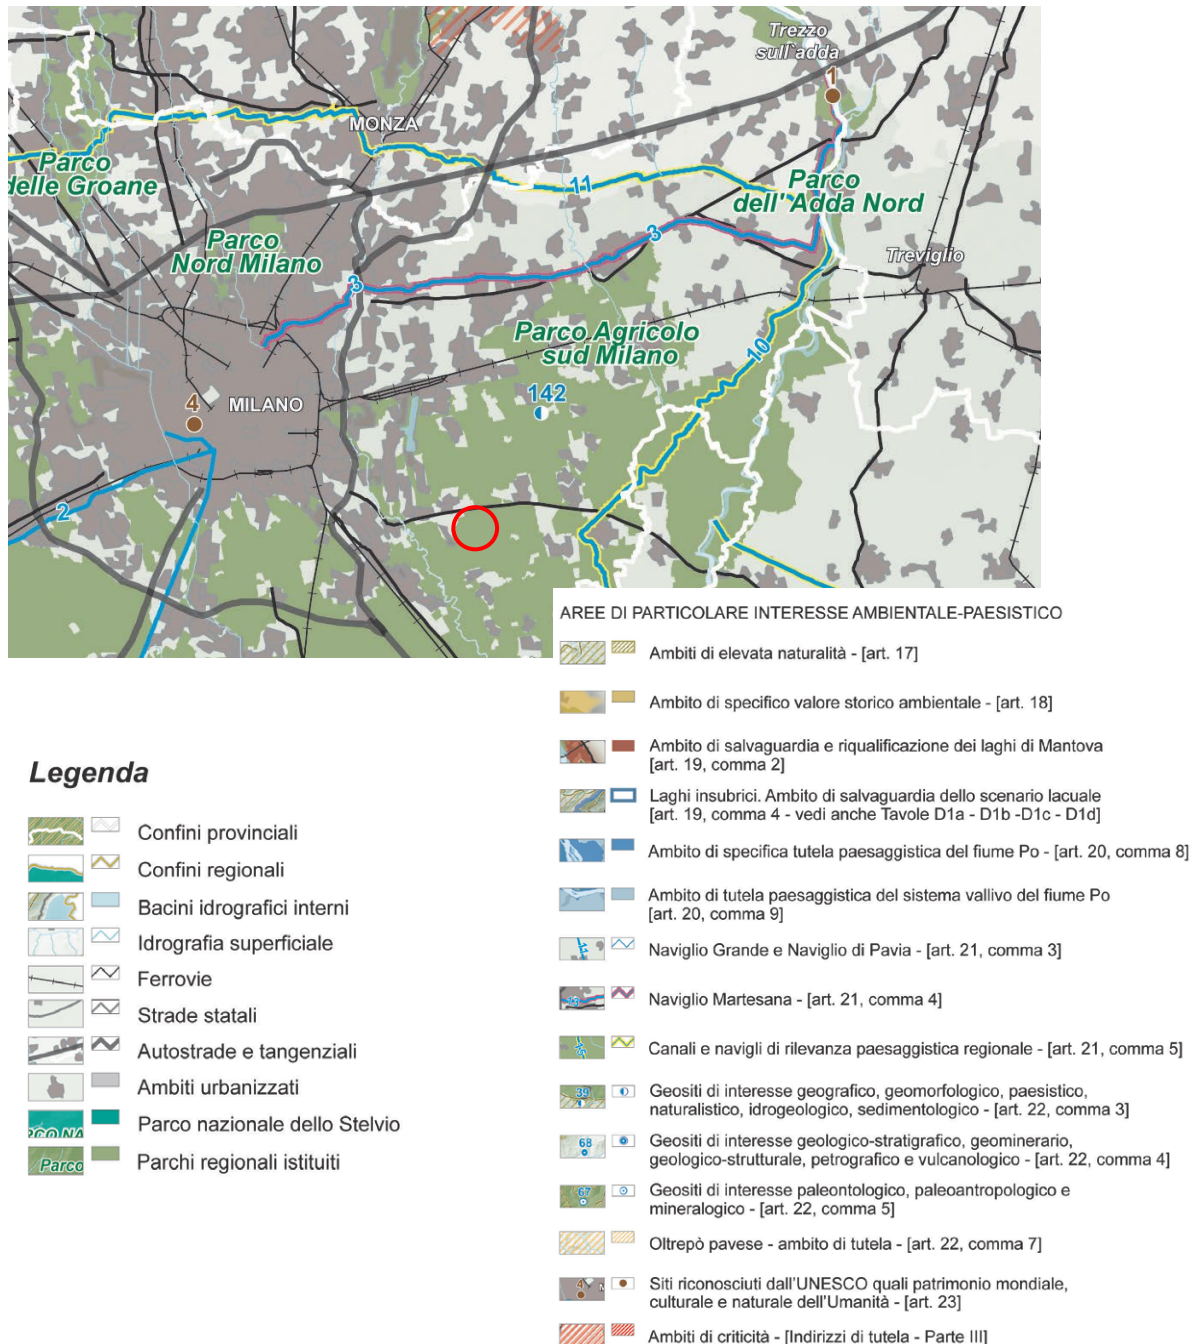 Trezzo
sull`adda
1
MONZA
Parco
delle Groane
11
Parco
dell' Adda Nord
Parco
Nord Milano
3
3
Treviglio
Parco Agricolo
sud Milano
10
142
4
MILANO
2
AREE DI PARTICOLARE INTERESSE AMBIENTALE-PAESISTICO
Ambiti di elevata naturalità - [art. 17]
Ambito di specifico valore storico ambientale - [art. 18]
Ambito di salvaguardia e riqualificazione dei laghi di Mantova
[art. 19, comma 2]
Laghi insubrici. Ambito di salvaguardia dello scenario lacuale
[art. 19, comma 4 - vedi anche Tavole D1a - D1b -D1c - D1d]
Ambito di specifica tutela paesaggistica del fiume Po - [art. 20, comma 8]
Ambito di tutela paesaggistica del sistema vallivo del fiume Po
[art. 20, comma 9]
11
Naviglio Grande e Naviglio di Pavia - [art. 21, comma 3]
13
Naviglio Martesana - [art. 21, comma 4]
15
Canali e navigli di rilevanza paesaggistica regionale - [art. 21, comma 5]
39
Geositi di interesse geografico, geomorfologico, paesistico,
naturalistico, idrogeologico, sedimentologico - [art. 22, comma 3]
68
Geositi di interesse geologico-stratigrafico, geominerario,
geologico-strutturale, petrografico e vulcanologico - [art. 22, comma 4]
67
Geositi di interesse paleontologico, paleoantropologico e
mineralogico - [art. 22, comma 5]
Oltrepò pavese - ambito di tutela - [art. 22, comma 7]
4
Siti riconosciuti dall'UNESCO quali patrimonio mondiale,
culturale e naturale dell'Umanità - [art. 23]
Ambiti di criticità - [Indirizzi di tutela - Parte III]
Legenda
Confini provinciali
Confini regionali
Bacini idrografici interni
Idrografia superficiale
Ferrovie
Strade statali
Autostrade e tangenziali
Ambiti urbanizzati
RCO NA
Parco nazionale dello Stelvio
Parco
Parchi regionali istituiti